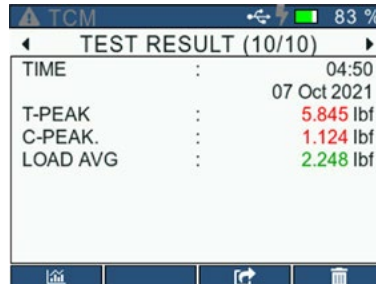 TCM 83 %
TEST RESULT (10/10)
TIME : 04:50
07 Oct 2021
T-PEAK : 5.845 lbf
C-PEAK. : 1.124 lbf
LOAD AVG : 2.248 lbf